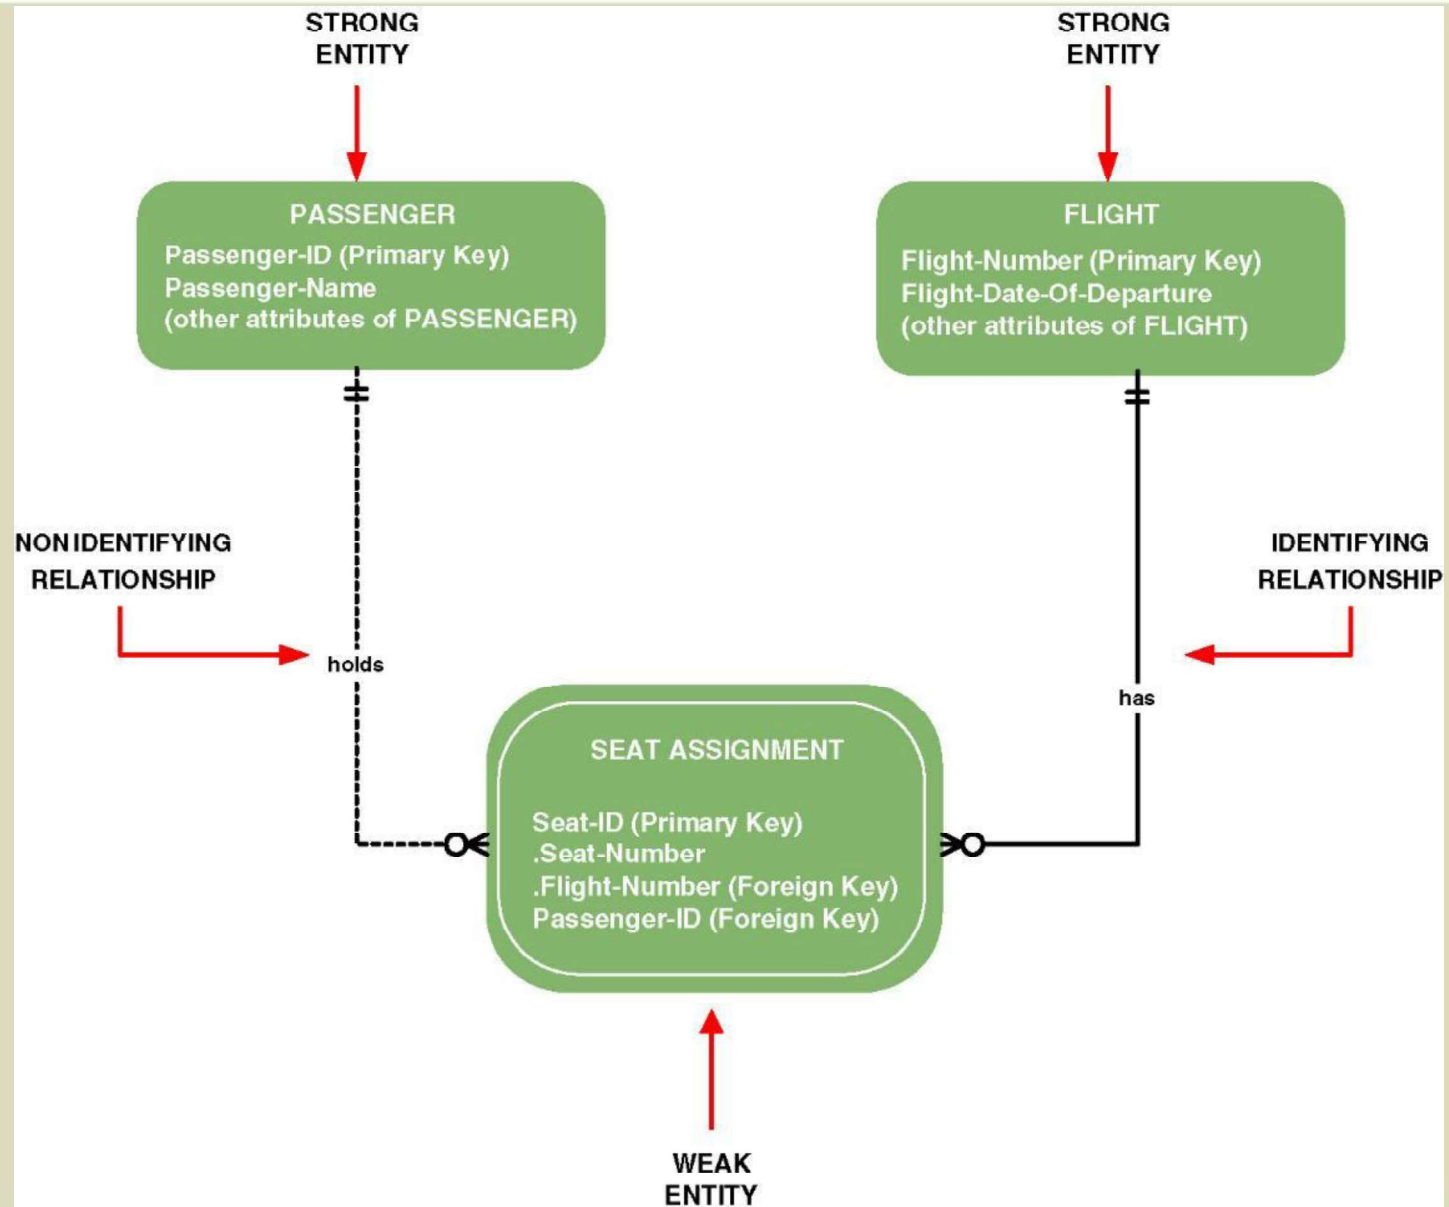 STRONG
ENTITY
STRONG
ENTITY
PASSENGER
Passenger-ID (Primary Key)
Passenger-Name
(other attributes of PASSENGER)
FLIGHT
Flight-Number (Primary Key)
Flight-Date-Of-Departure
(other attributes of FLIGHT)
NONIDENTIFYING
RELATIONSHIP
IDENTIFYING
RELATIONSHIP
holds
has
SEAT ASSIGNMENT
Seat-ID (Primary Key)
.Seat-Number
.Flight-Number (Foreign Key)
Passenger-ID (Foreign Key)
WEAK
ENTITY